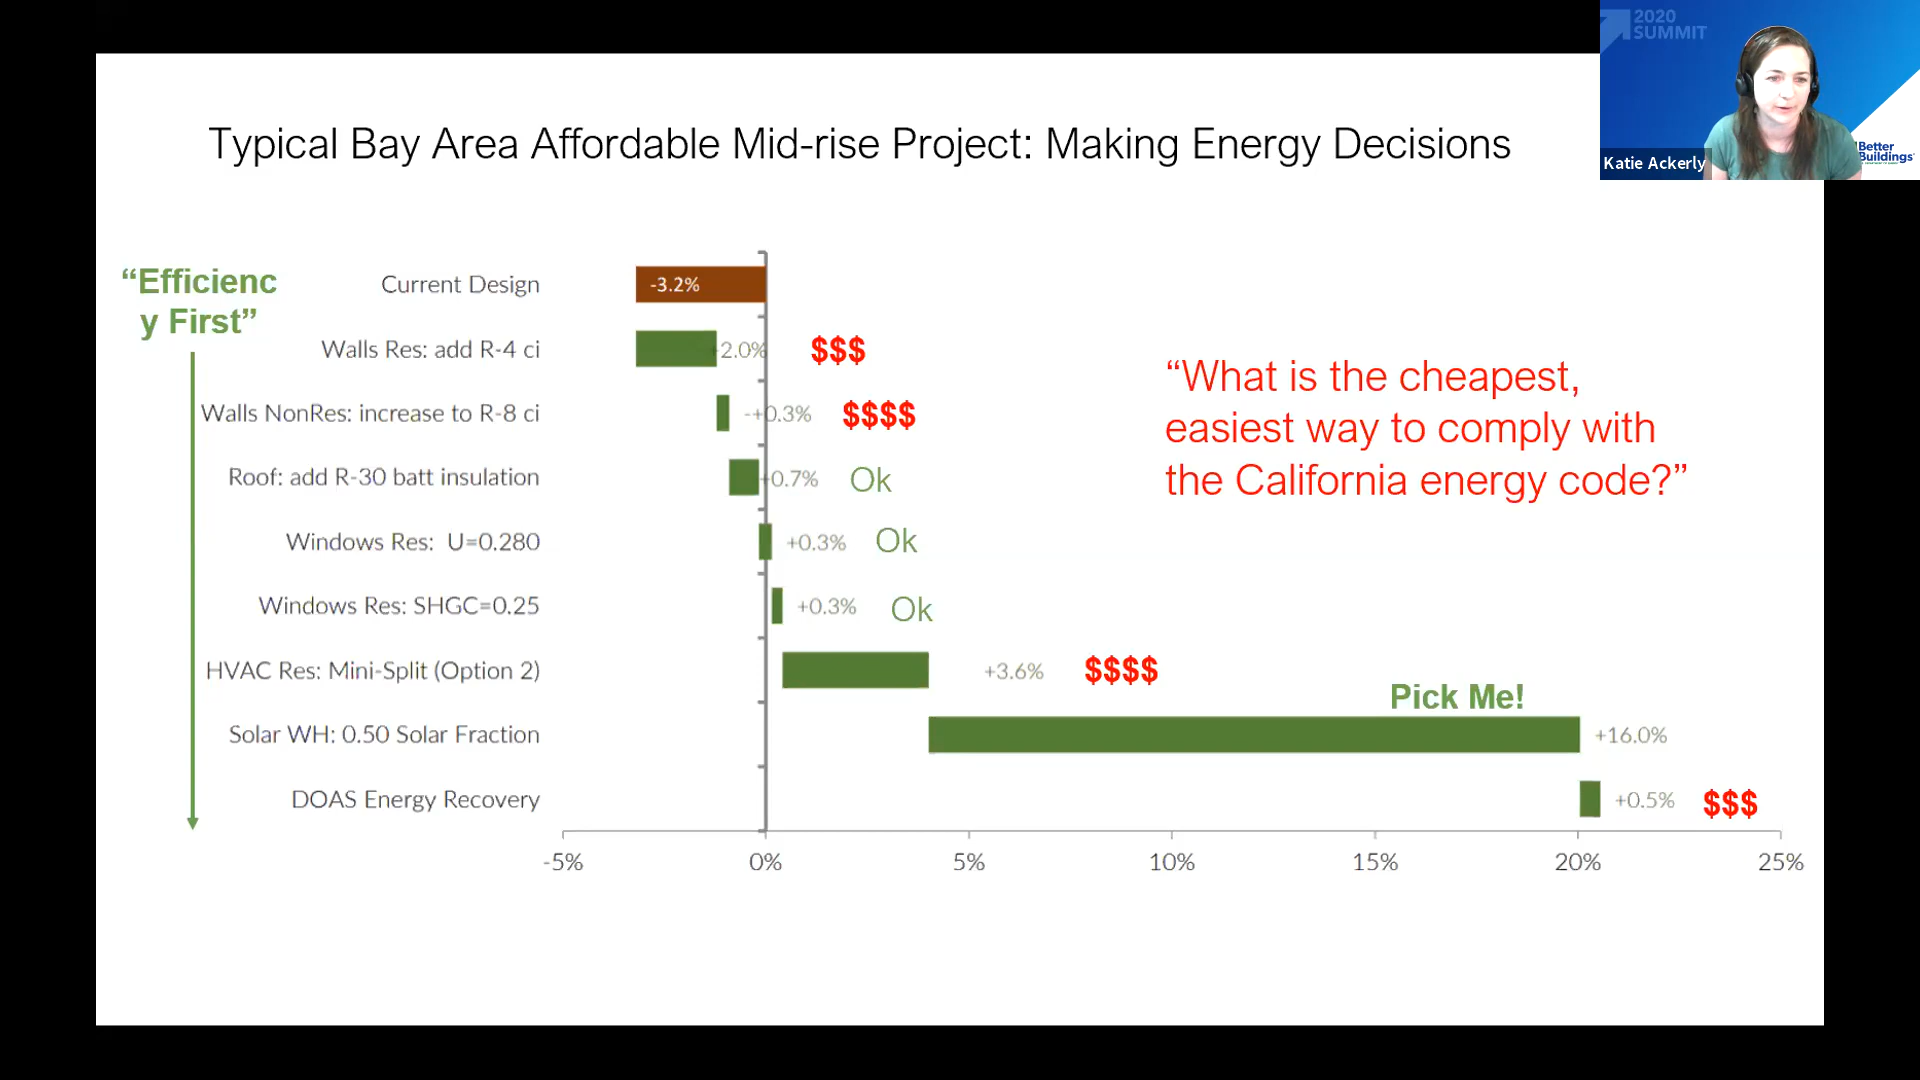 2020
SUMMIT
Katie Ackerly
Better
Buildings
Typical Bay Area Affordable Mid-rise Project: Making Energy Decisions
“Efficienc
y First”
Current Design
-3.2%
Walls Res: add R-4 ci
+2.0%
$$$
Walls NonRes: increase to R-8 ci
-+0.3%
$$$$
Roof: add R-30 batt insulation
+0.7%
Ok
Windows Res: U=0.280
+0.3%
Ok
Windows Res: SHGC=0.25
+0.3%
Ok
HVAC Res: Mini-Split (Option 2)
+3.6%
$$$$
Pick Me!
Solar WH: 0.50 Solar Fraction
+16.0%
DOAS Energy Recovery
+0.5%
$$$
-5%
0%
5%
10%
15%
20%
25%
“What is the cheapest,
easiest way to comply with
the California energy code?”